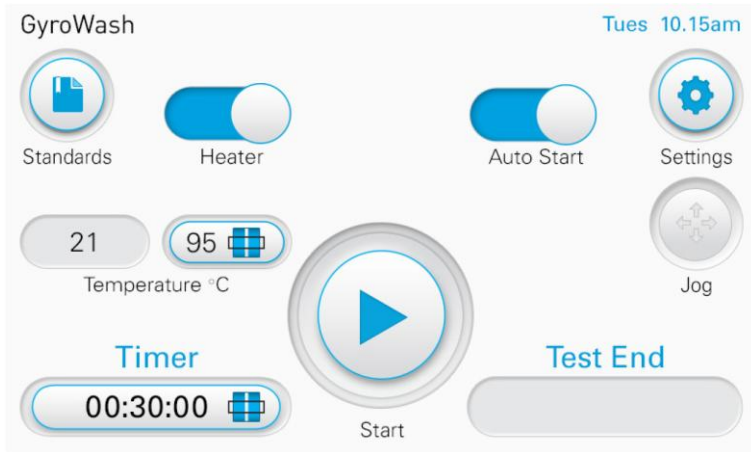 GyroWash
Tues 10.15am
Standards
Heater
Auto Start
Settings
21
95
Temperature °C
Jog
Timer
Test End
00:30:00
Start